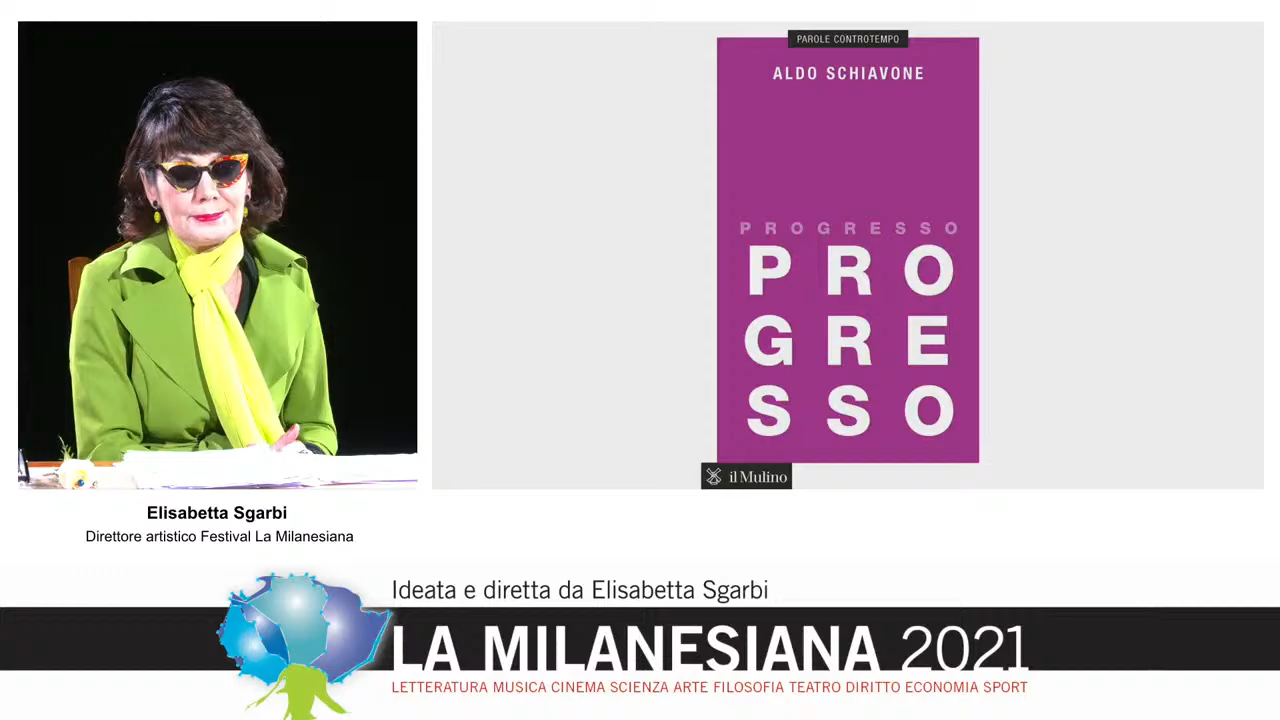 PAROLE CONTROTEMPO
ALDO SCHIAVONE
PROGRESSO
PRO
GRE
SSO
il Mulino
Elisabetta Sgarbi
Direttore artistico Festival La Milanesiana
Ideata e diretta da Elisabetta Sgarbi
LA MILANESIANA 2021
LETTERATURA MUSICA CINEMA SCIENZA ARTE FILOSOFIA TEATRO DIRITTO ECONOMIA SPORT